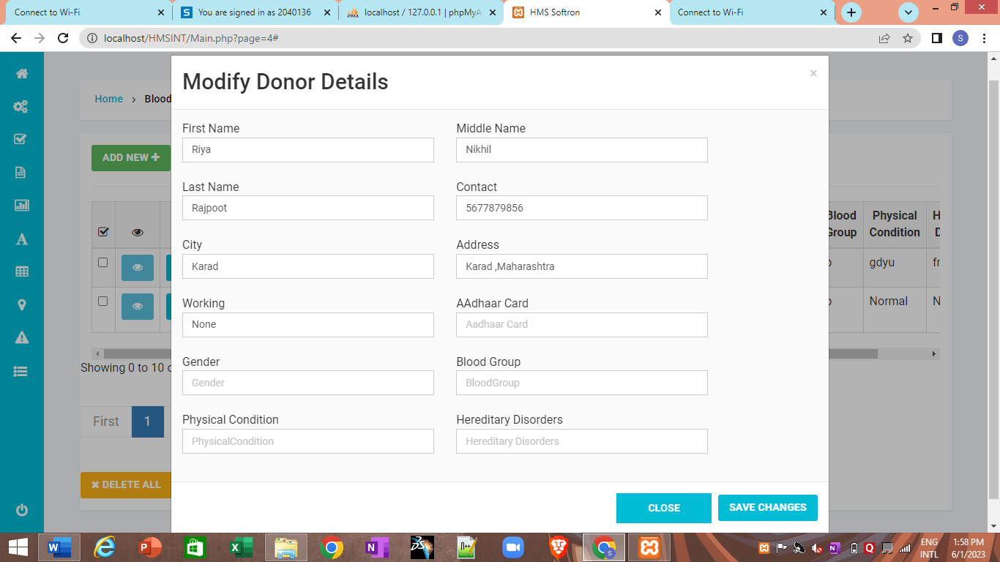 Connect to Wi-Fi
You are signed in as 2040136
localhost / 127.0.0.1 | phpMyA
HMS Softron
Connect to Wi-Fi
localhost/HMSINT/Main.php?page=4#
S
Modify Donor Details
×
Home > Blood
ADD NEW
First Name
Middle Name
Riya
Nikhil
Last Name
Contact
Rajpoot
5677879856
City
Address
Karad
Karad ,Maharashtra
Working
AAdhaar Card
None
Aadhaar Card
Gender
Blood Group
Gender
BloodGroup
Physical Condition
Hereditary Disorders
PhysicalCondition
Hereditary Disorders
CLOSE
SAVE CHANGES
Blood Group
Physical Condition
H
D
gdyu
fr
Normal
N
Showing 0 to 10 o
First
1
DELETE ALL
ENG
INTL
1:58 PM
6/1/2023